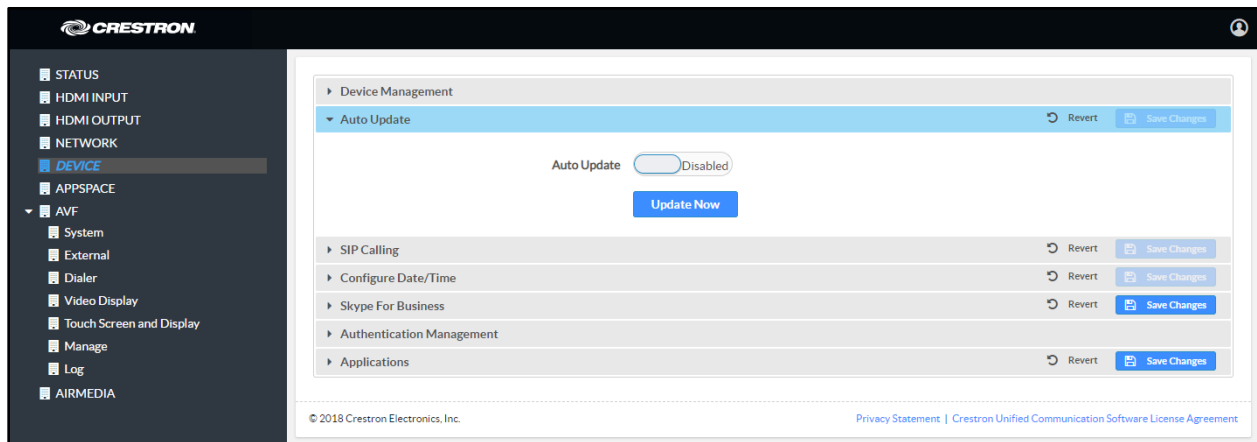 CRESTRON
STATUS
HDMI INPUT
HDMI OUTPUT
NETWORK
DEVICE
APPSPACE
AVF
System
External
Dialer
Video Display
Touch Screen and Display
Manage
Log
AIRMEDIA
Device Management
Auto Update Revert Save Changes
Auto Update Disabled
Update Now
SIP Calling Revert Save Changes
Configure Date/Time Revert Save Changes
Skype For Business Revert Save Changes
Authentication Management
Applications Revert Save Changes
© 2018 Crestron Electronics, Inc. Privacy Statement | Crestron Unified Communication Software License Agreement